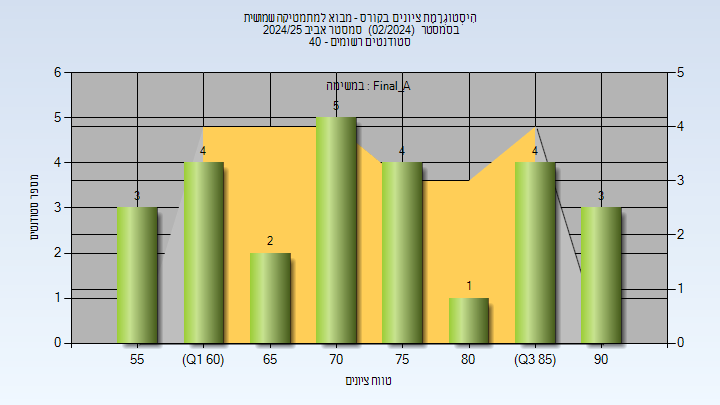 היסטוגרמת ציונים בקורס - מבוא למתמטיקה שמושית
בסמסטר (02/2024) סמסטר אביב 2024/25
סטודנטים רשומים - 40
במשימה : Final_A
6 5 4 3 2 1 0
מספר סטודנטים
5 4 3 2 1 0
3 4 2 5 4 1 4 3
55 (Q1 60) 65 70 75 80 (Q3 85) 90
טווח ציונים